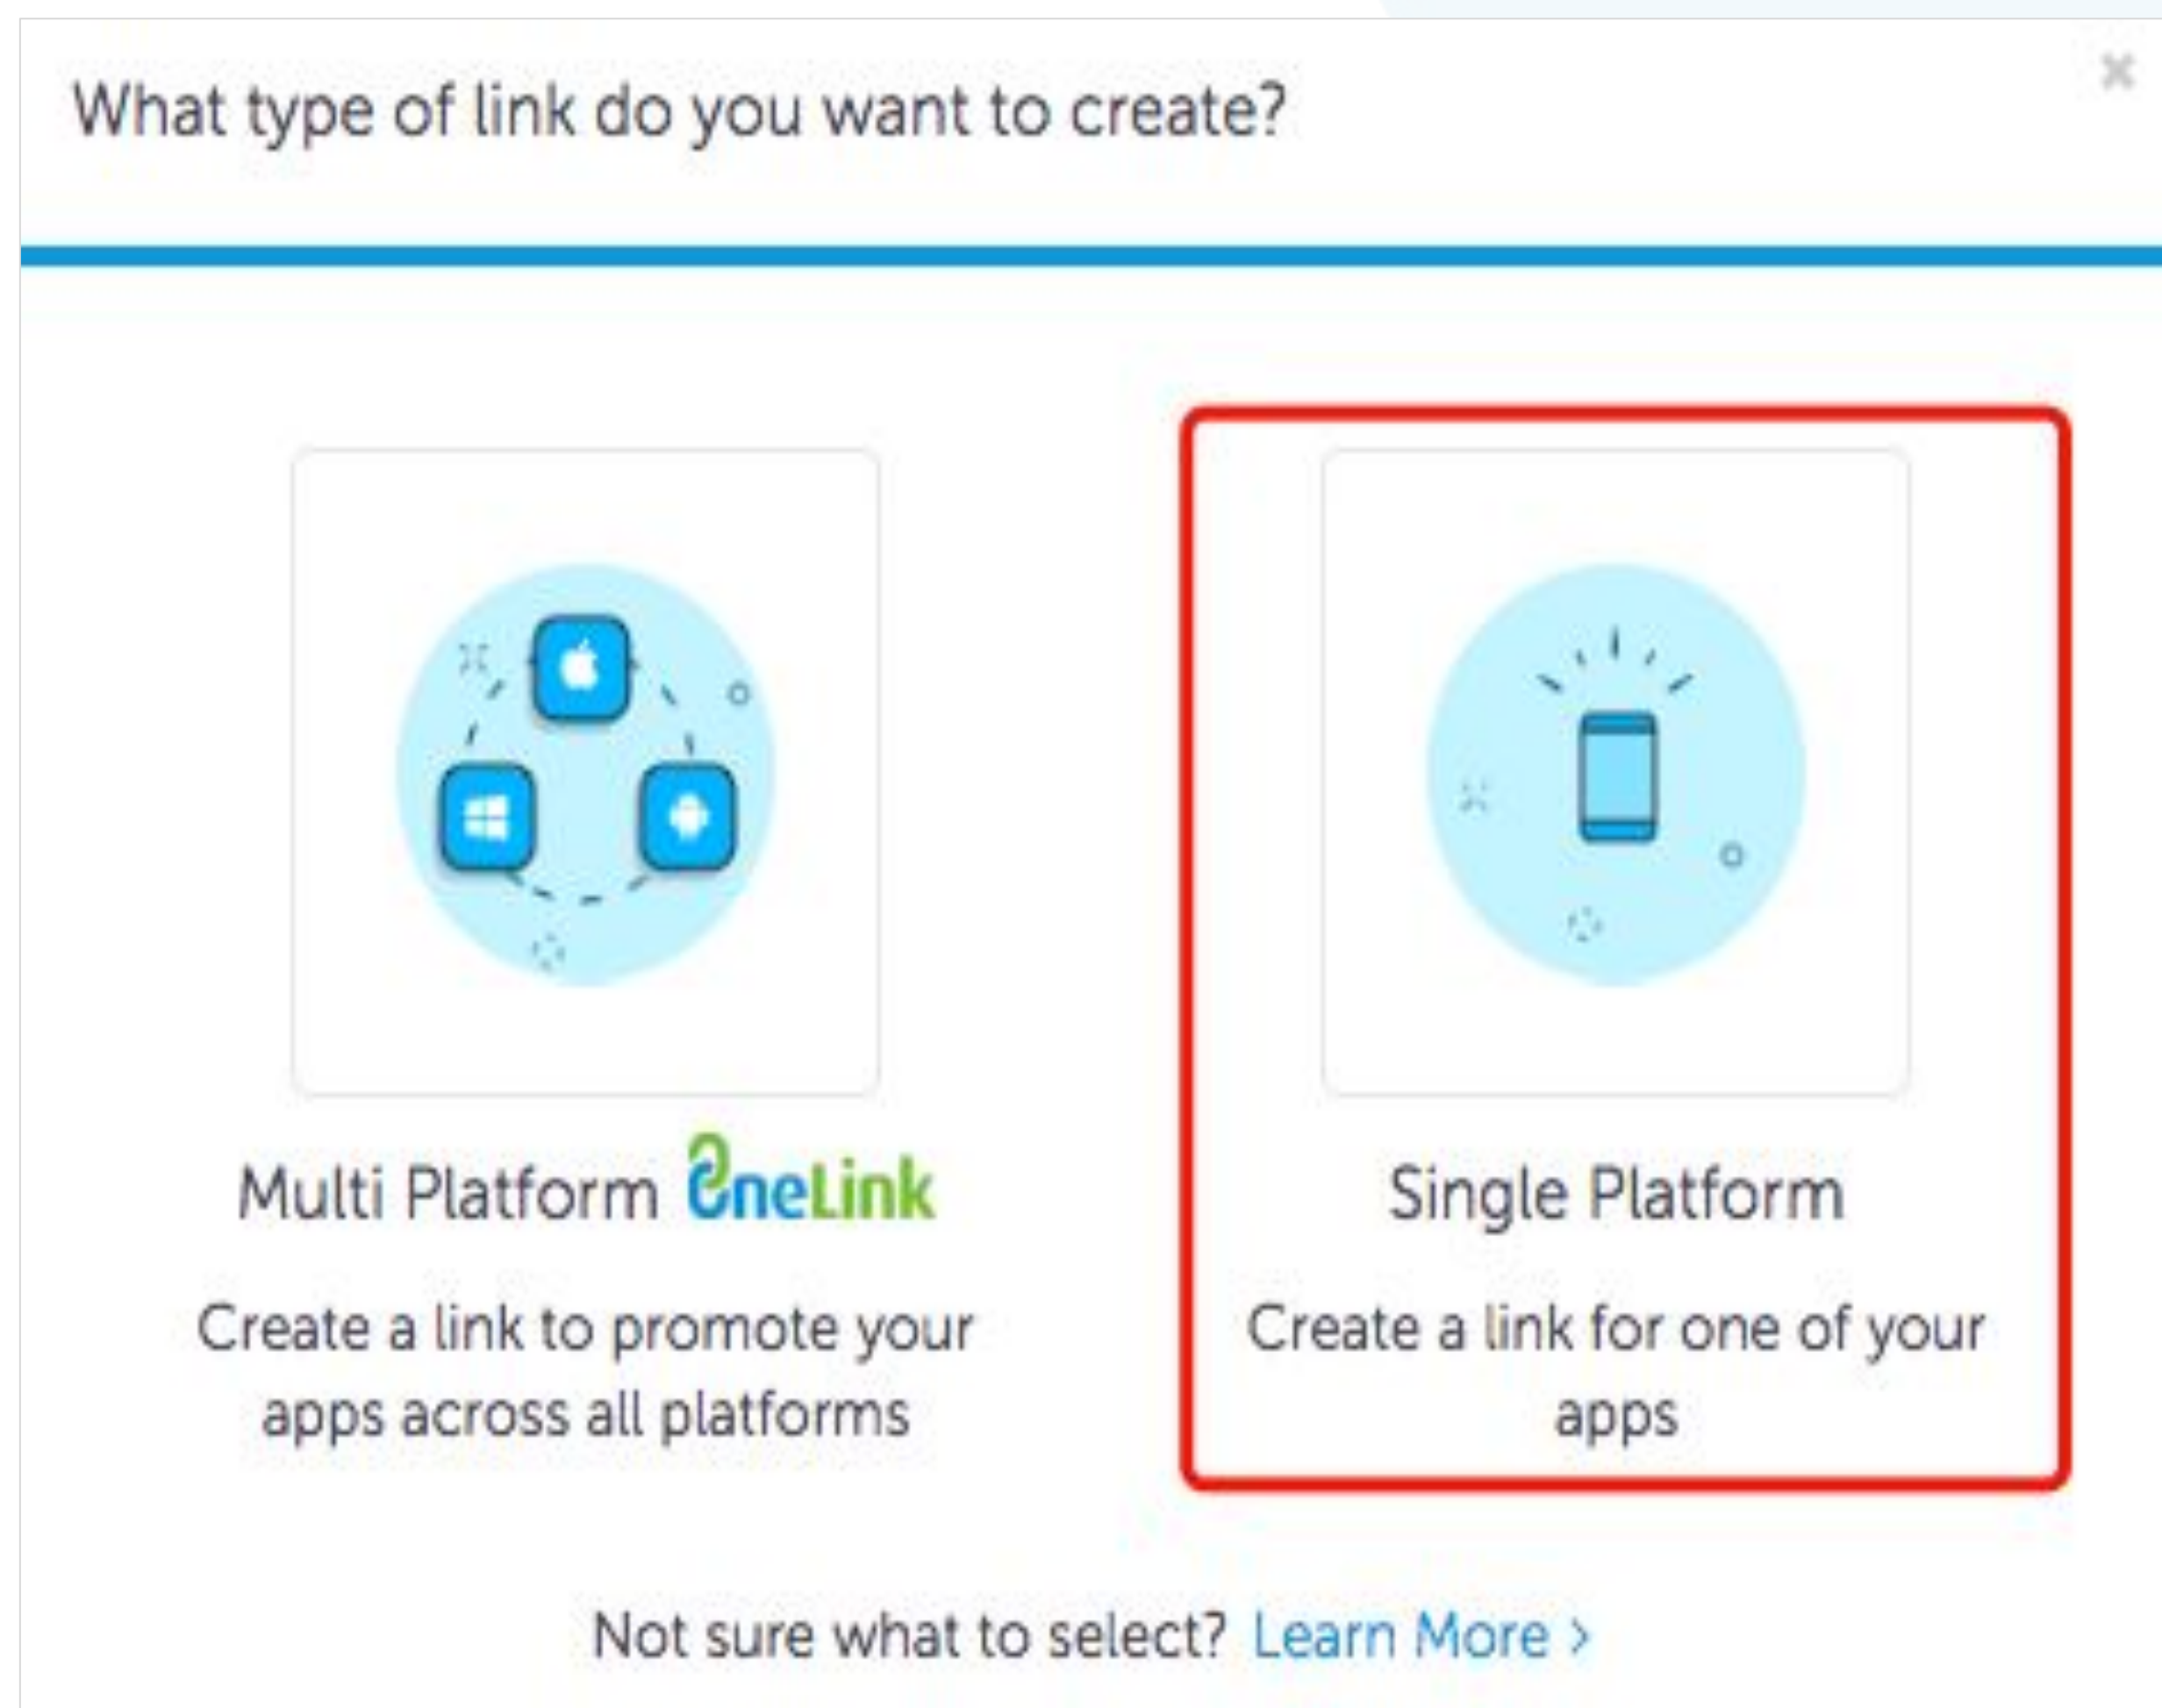 What type of link do you want to create?
Multi Platform OneLink
Create a link to promote your
apps across all platforms
Single Platform
Create a link for one of your
apps
Not sure what to select? Learn More >